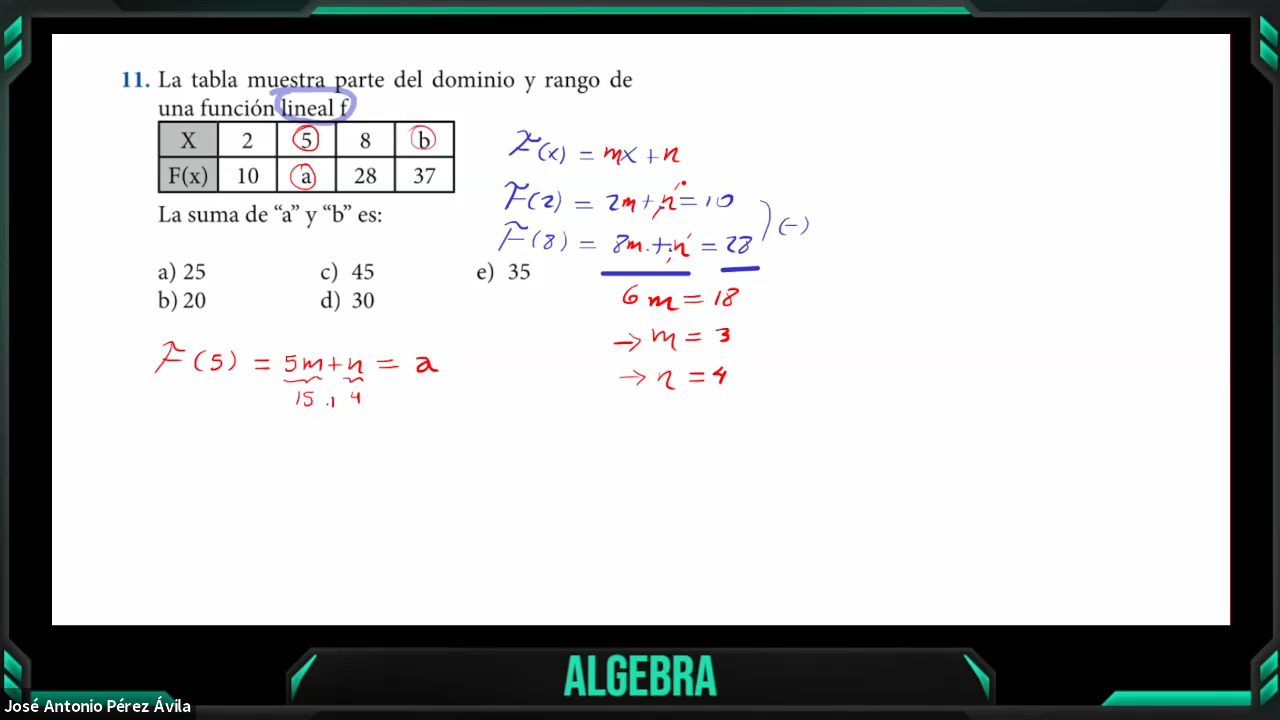 11. La tabla muestra parte del dominio y rango de
una función lineal f
X 2 5 8 b
F(x) 10 a 28 37
La suma de “a” y “b” es:
a) 25 c) 45 e) 35
b) 20 d) 30
F(x) = mx + n
F(2) = 2m + n = 10
F(8) = 8m + n = 28 (-)
6m = 18
→ m = 3
→ n = 4
F(5) = 5m + n = a
15 + 4
ALGEBRA
José Antonio Pérez Ávila